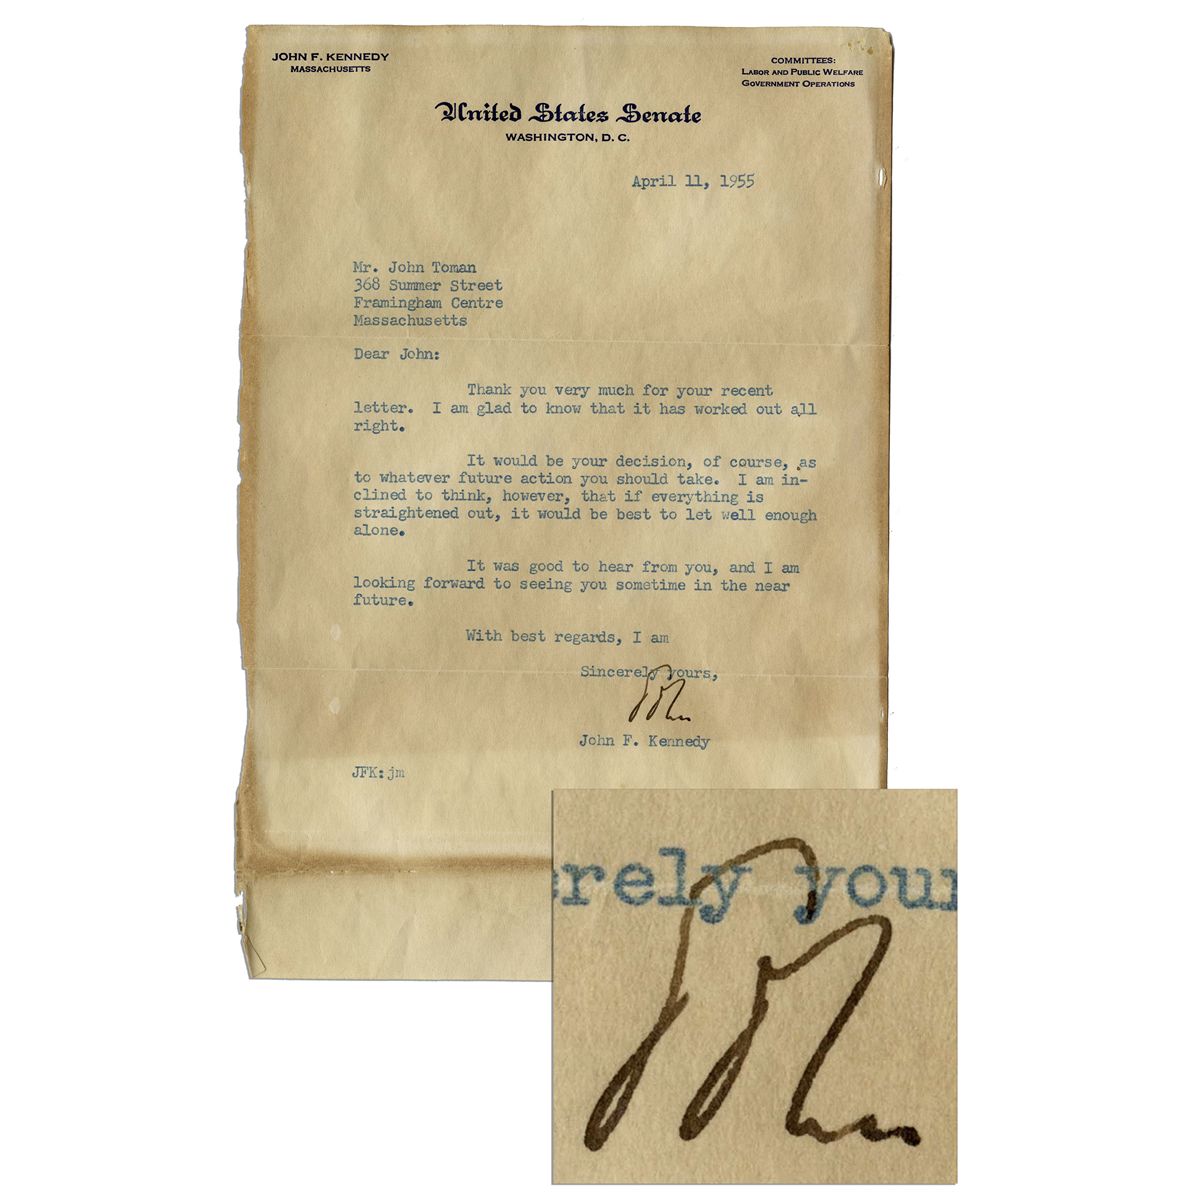 JOHN F. KENNEDY
MASSACHUSETTS
COMMITTEES:
LABOR AND PUBLIC WELFARE
GOVERNMENT OPERATIONS
United States Senate
WASHINGTON, D. C.
April 11, 1955
Mr. John Toman
368 Summer Street
Framingham Centre
Massachusetts
Dear John:
Thank you very much for your recent
letter. I am glad to know that it has worked out all
right.
It would be your decision, of course, as
to whatever future action you should take. I am in-
clined to think, however, that if everything is
straightened out, it would be best to let well enough
alone.
It was good to hear from you, and I am
looking forward to seeing you sometime in the near
future.
With best regards, I am
Sincerely yours,
John
John F. Kennedy
JFK:jm
erely your
John